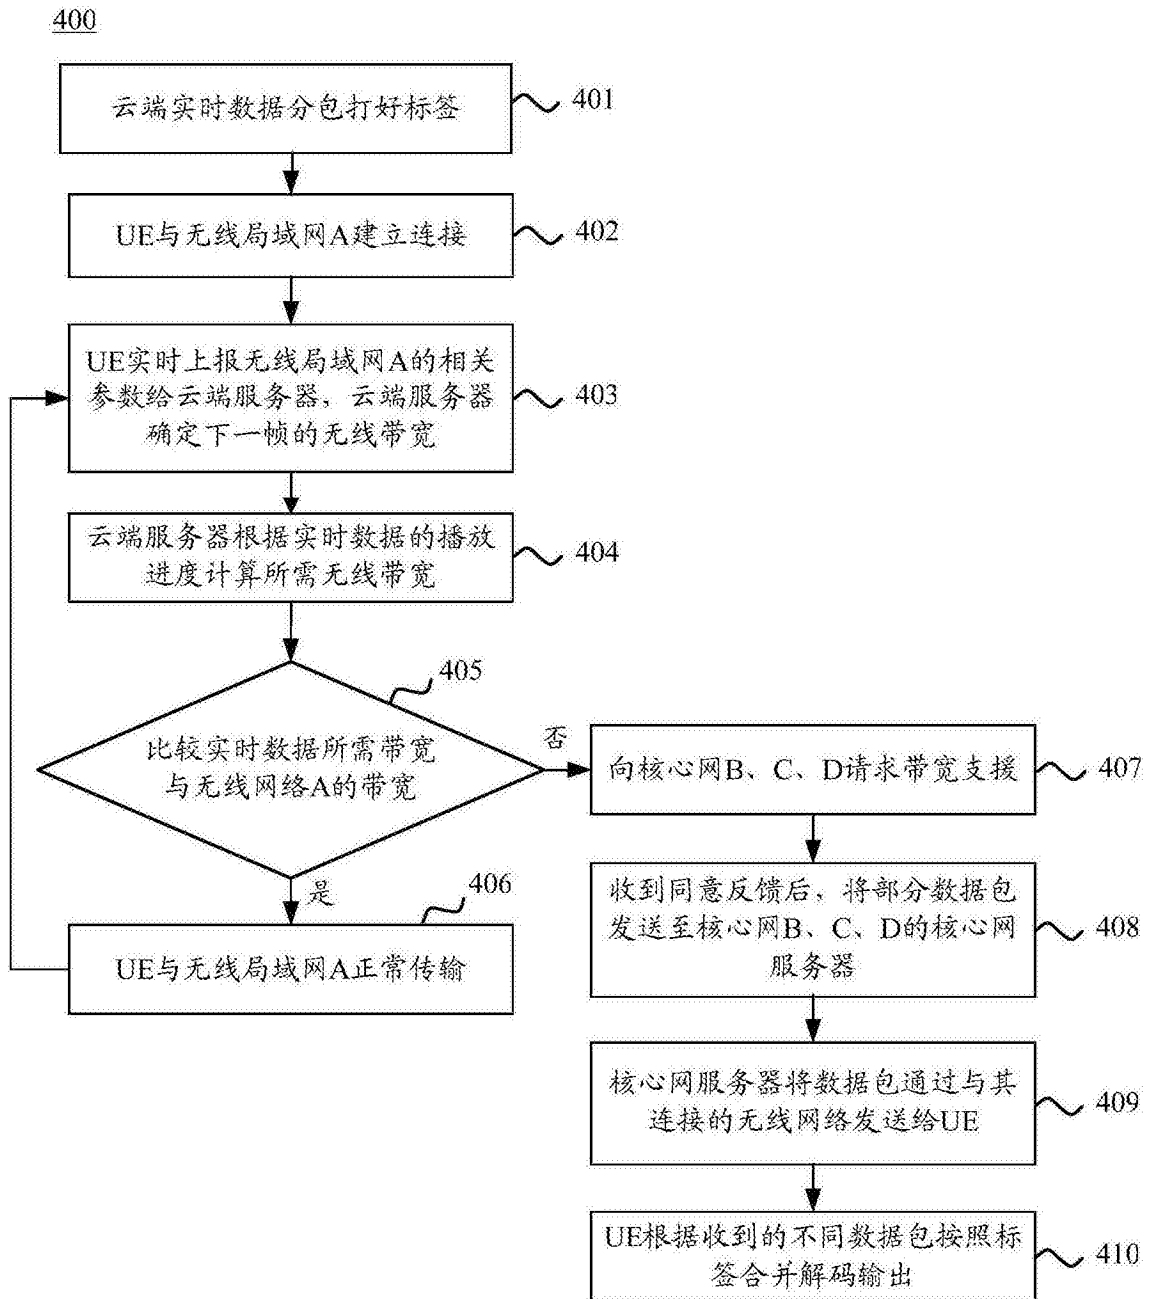 400
云端实时数据分包打好标签
401
UE与无线局域网A建立连接
402
UE实时上报无线局域网A的相关
参数给云端服务器，云端服务器
确定下一帧的无线带宽
403
云端服务器根据实时数据的播放
进度计算所需无线带宽
404
405
比较实时数据所需带宽
与无线网络A的带宽
否
是
406
UE与无线局域网A正常传输
向核心网B、C、D请求带宽支援
407
收到同意反馈后，将部分数据包
发送至核心网B、C、D的核心网
服务器
408
核心网服务器将数据包通过与其
连接的无线网络发送给UE
409
UE根据收到的不同数据包按照标
签合并解码输出
410